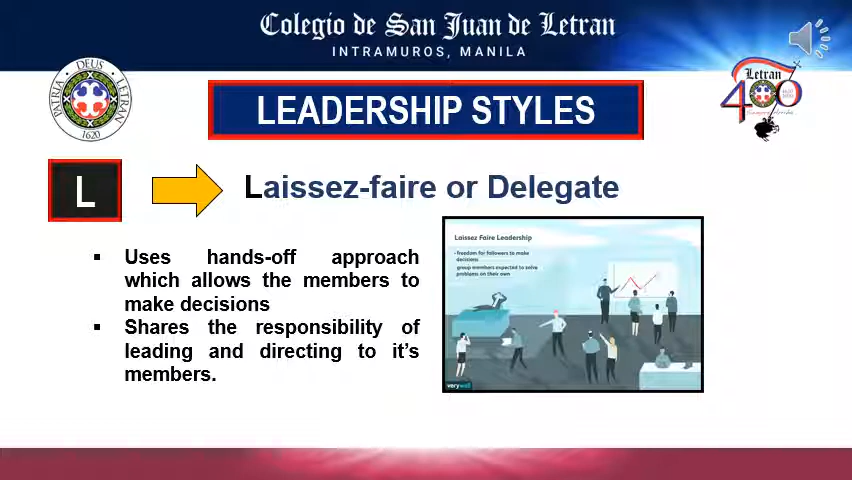 Colegio de San Juan de Letran
INTRAMUROS, MANILA
DEUS
PATRIA
LETRAN
1620
Letran
400
LEADERSHIP STYLES
L
Laissez-faire or Delegate
▪ Uses hands-off approach
which allows the members to
make decisions
▪ Shares the responsibility of
leading and directing to it's
members.
Laissez Faire Leadership
- freedom for followers to make
decisions
group members expected to solve
problems on their own
verywell